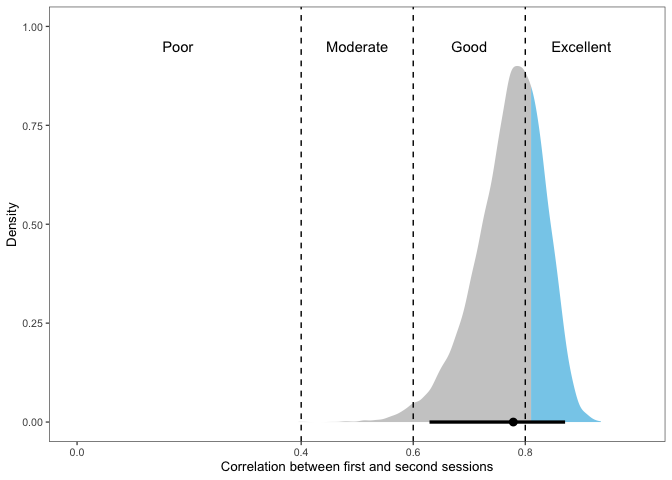 1.00
Poor Moderate Good Excellent
0.75
Density
0.50
0.25
0.00
0.0 0.4 0.6 0.8
Correlation between first and second sessions